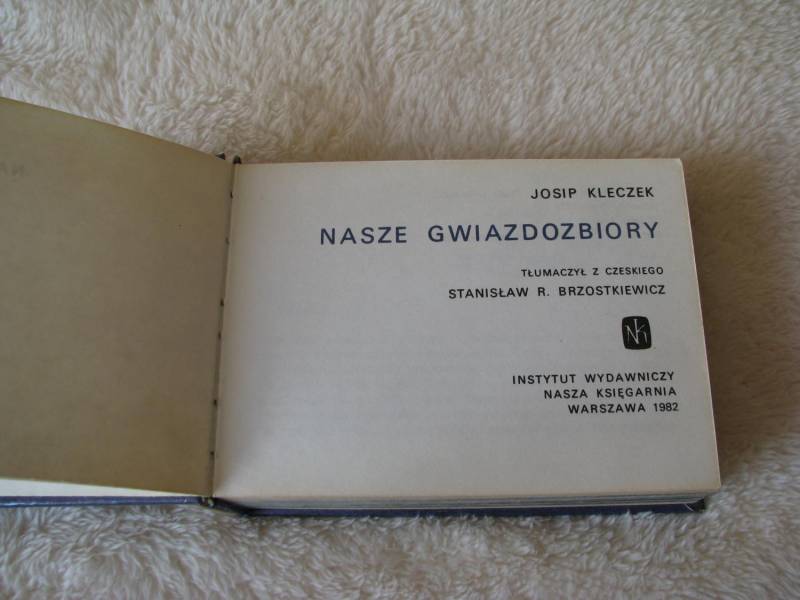 JOSIP KLECZEK
NASZE GWIAZDOZBIORY
TŁUMACZYŁ Z CZESKIEGO
STANISŁAW R. BRZOSTKIEWICZ
INSTYTUT WYDAWNICZY
NASZA KSIĘGARNIA
WARSZAWA 1982